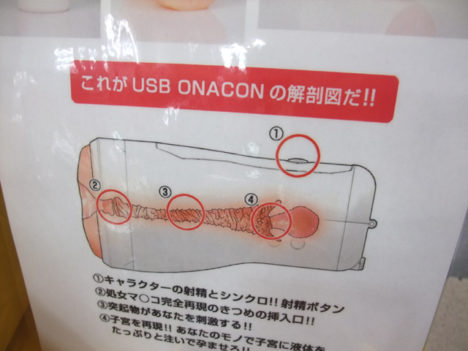 これが USB ONACON の解剖図だ!!
①
②
③
④
①キャラクターの射精とシンクロ!! 射精ボタン
②処女マ○コ完全再現のきつめの挿入口!!
③突起物があなたを刺激する!!
④子宮を再現!! あなたのモノで子宮に液体を
たっぷりと注いで孕ませろ!!